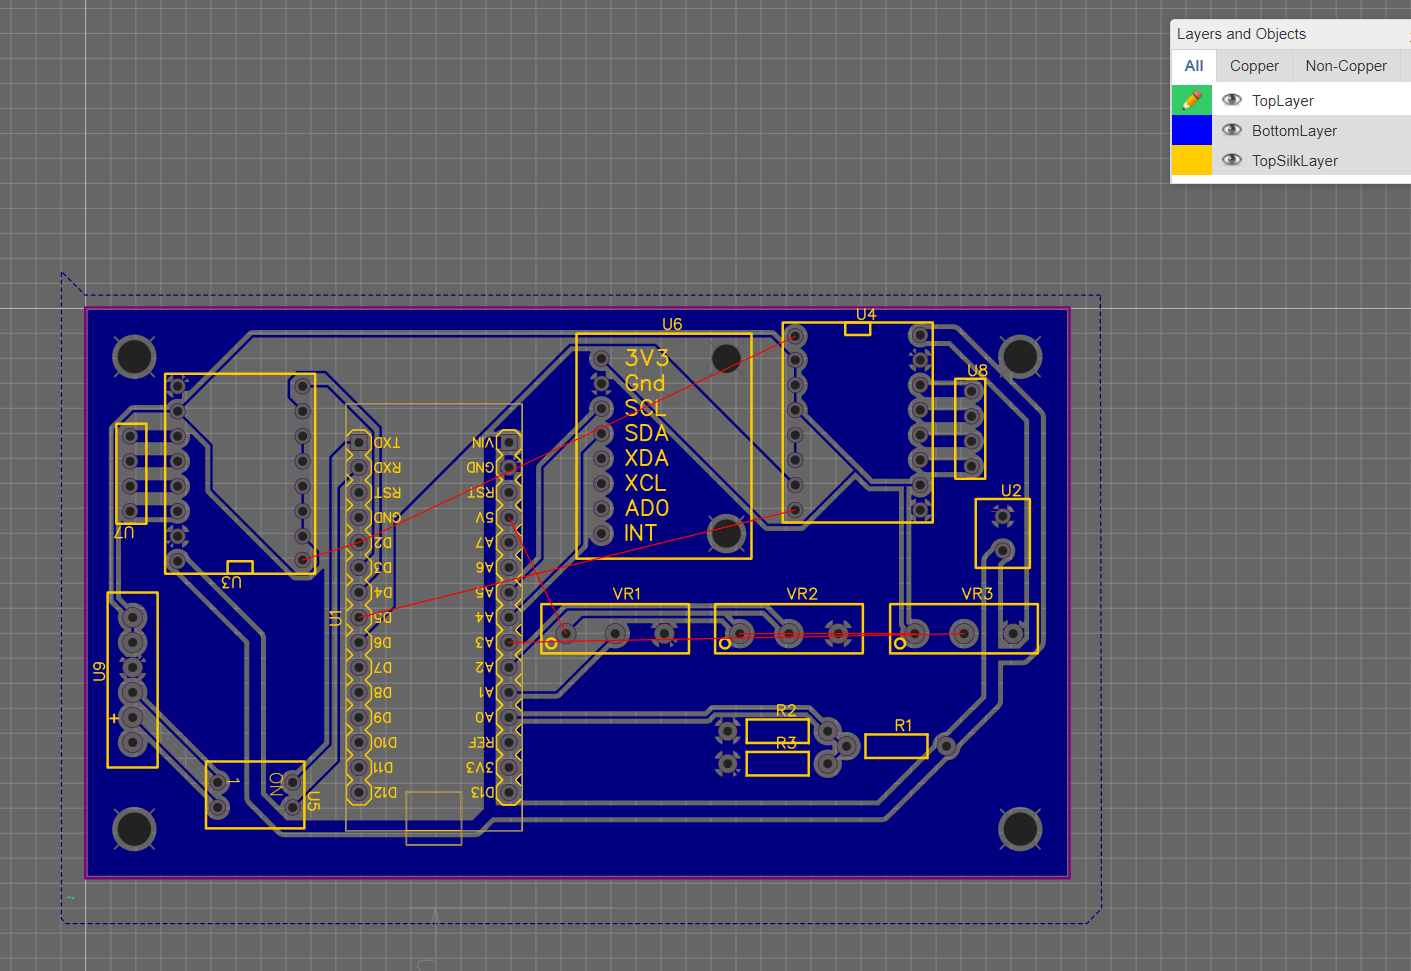 Layers and Objects
All Copper Non-Copper
TopLayer
BottomLayer
TopSilkLayer
U6
U4
3V3
Gnd
SCL
SDA
XDA
XCL
AD0
INT
U8
U2
U7
U3
TXD
RXD
RST
GND
D2
D3
D4
D5
D6
D7
D8
D9
D10
D11
D12
VIN
GND
RST
5V
A7
A6
A5
A4
A3
A2
A1
A0
REF
3V3
D13
U1
VR1
VR2
VR3
U9
+
R2
R3
R1
1
ON
U5